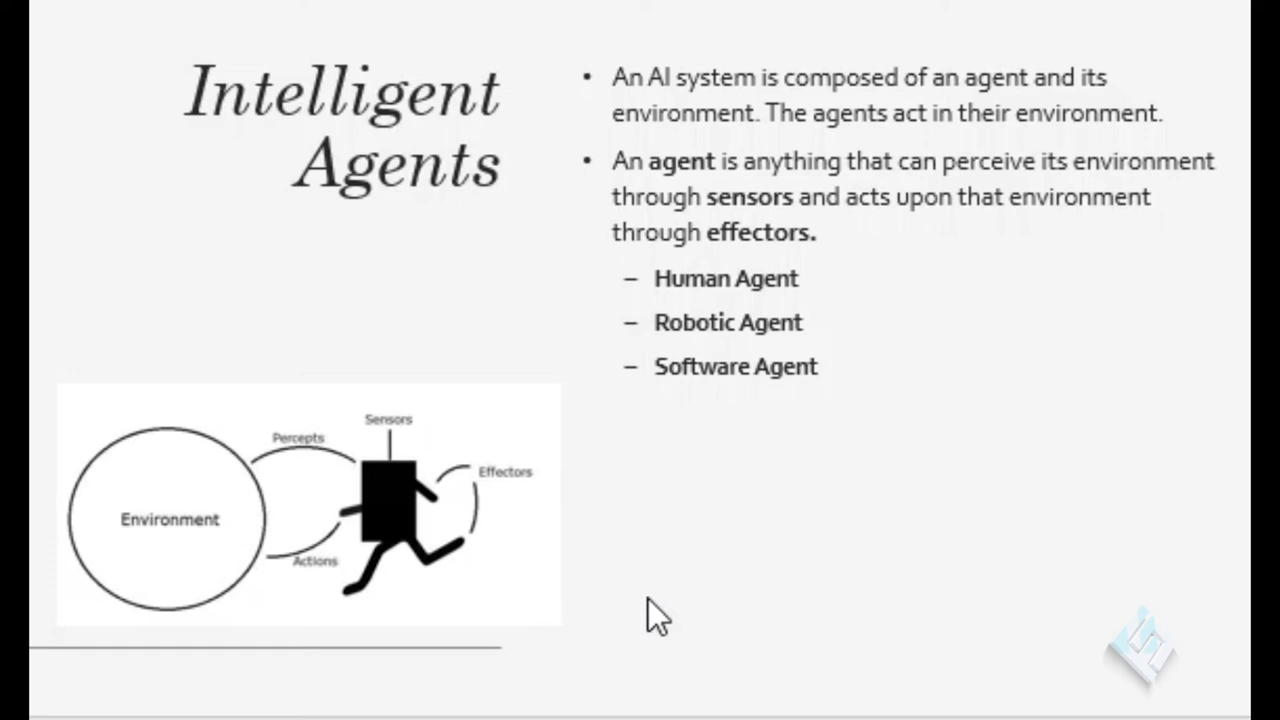 Intelligent
Agents
• An AI system is composed of an agent and its
environment. The agents act in their environment.
• An agent is anything that can perceive its environment
through sensors and acts upon that environment
through effectors.
– Human Agent
– Robotic Agent
– Software Agent
Sensors
Percepts
Effectors
Environment
Actions